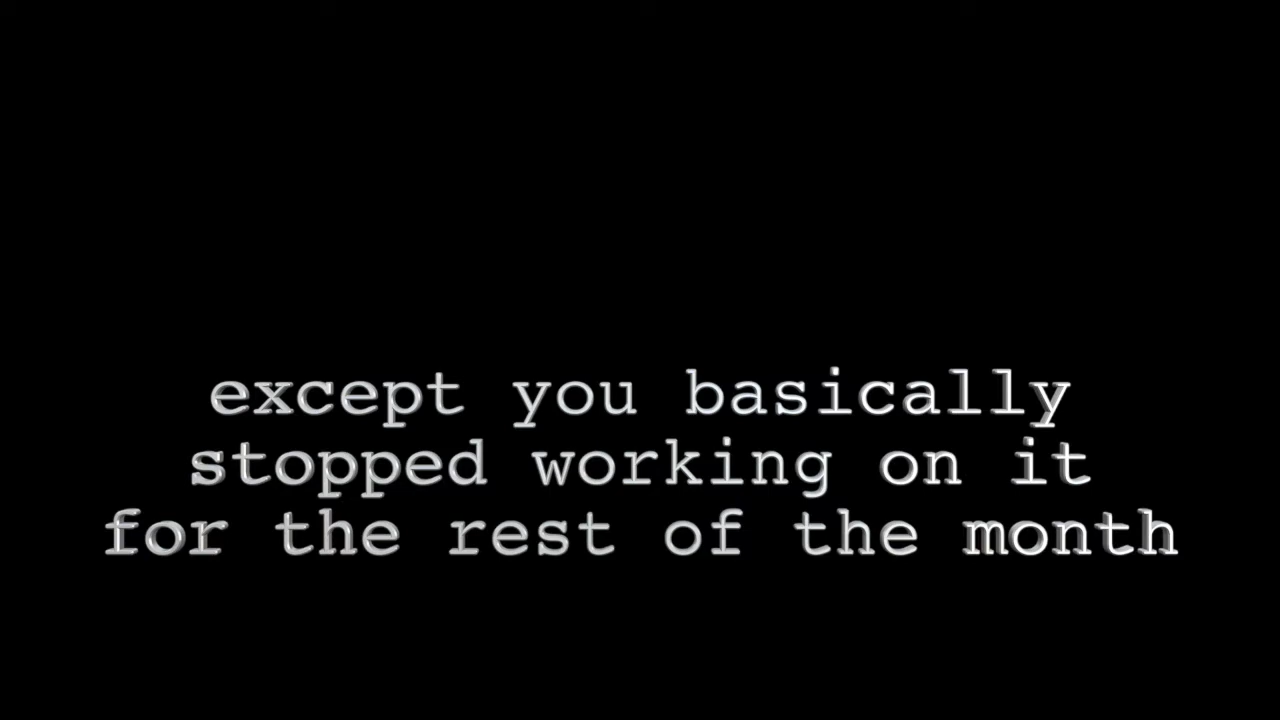 except you basically
stopped working on it
for the rest of the month